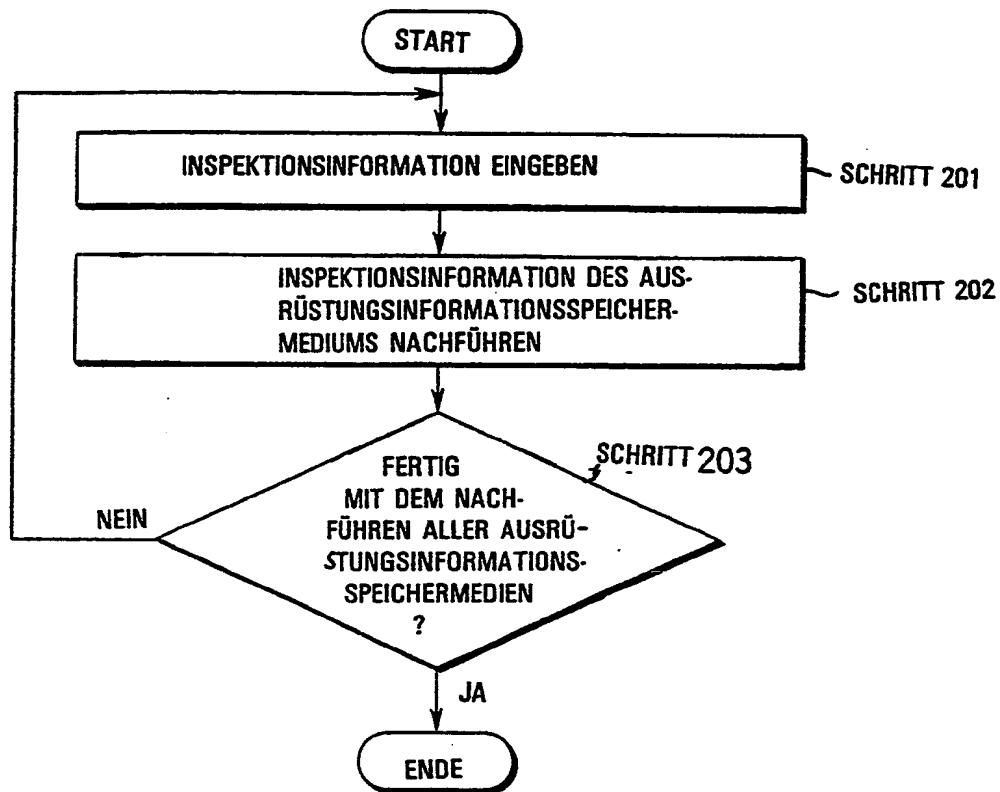 START
INSPEKTIONSINFORMATION EINGEBEN
SCHRITT 201
INSPEKTIONSINFORMATION DES AUS-
RÜSTUNGSINFORMATIONSSPEICHER-
MEDIUMS NACHFÜHREN
SCHRITT 202
SCHRITT 203
FERTIG
MIT DEM NACH-
FÜHREN ALLER AUSRÜ-
STUNGSINFORMATIONS-
SPEICHERMEDIEN
?
NEIN
JA
ENDE